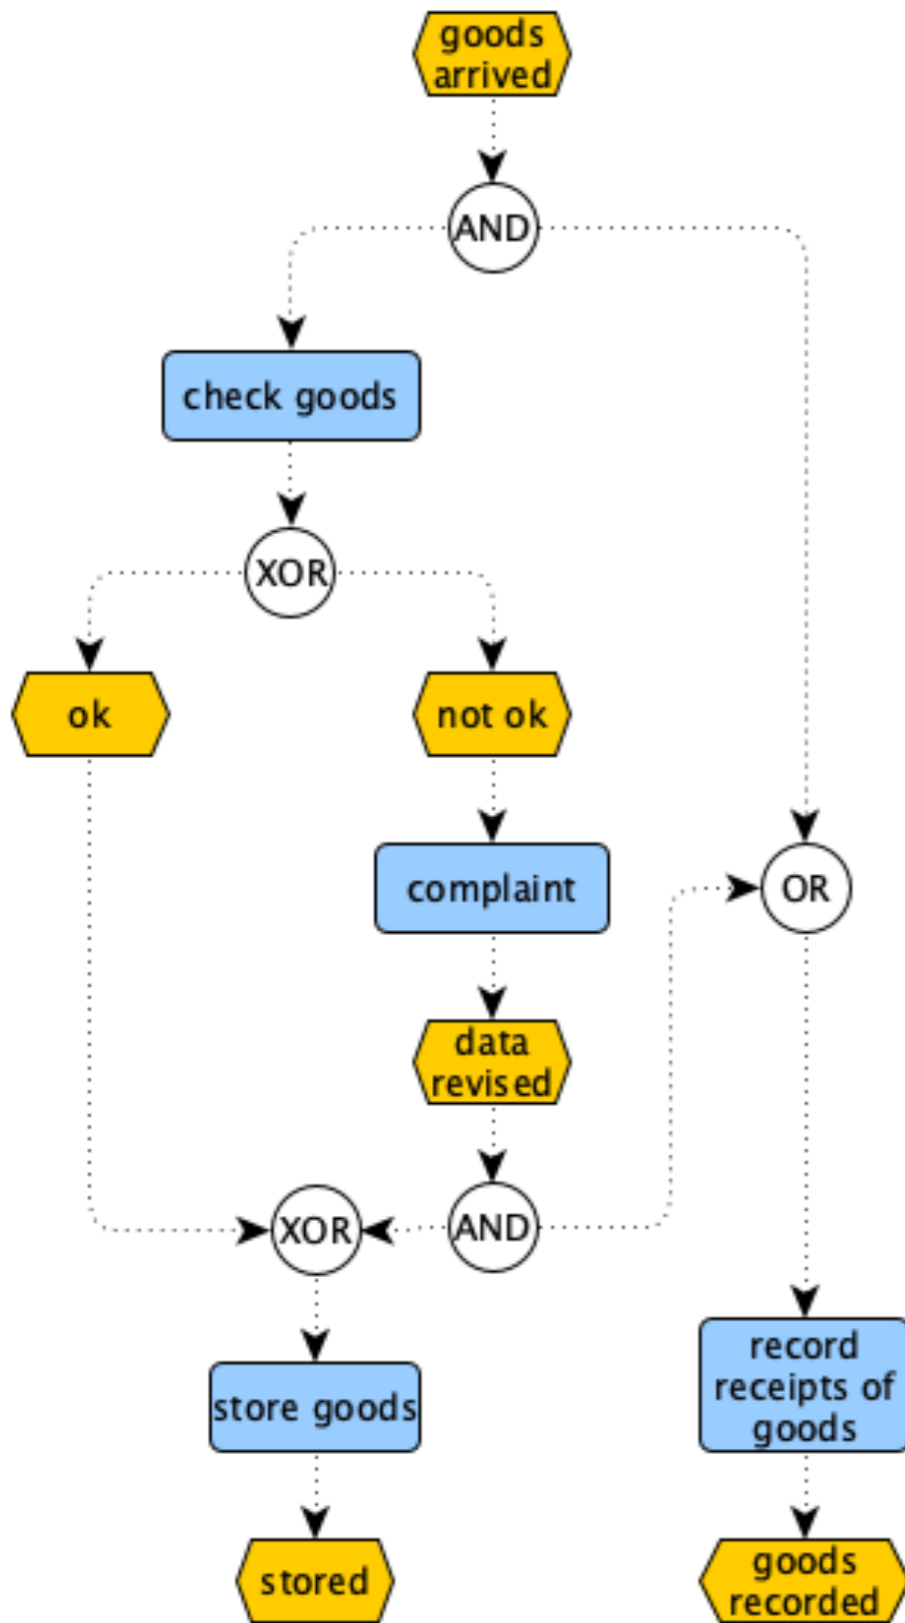 goods
arrived
AND
check goods
XOR
ok
not ok
complaint
OR
data
revised
XOR
AND
record
receipts of
goods
store goods
stored
goods
recorded